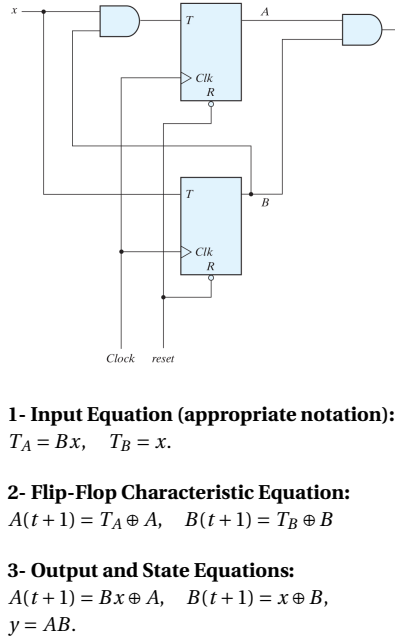 x
T
A
Clk
R
T
B
Clk
R
Clock reset
1- Input Equation (appropriate notation):
T_A = Bx, T_B = x.
2- Flip-Flop Characteristic Equation:
A(t + 1) = T_A ⊕ A, B(t + 1) = T_B ⊕ B
3- Output and State Equations:
A(t + 1) = Bx ⊕ A, B(t + 1) = x ⊕ B,
y = AB.